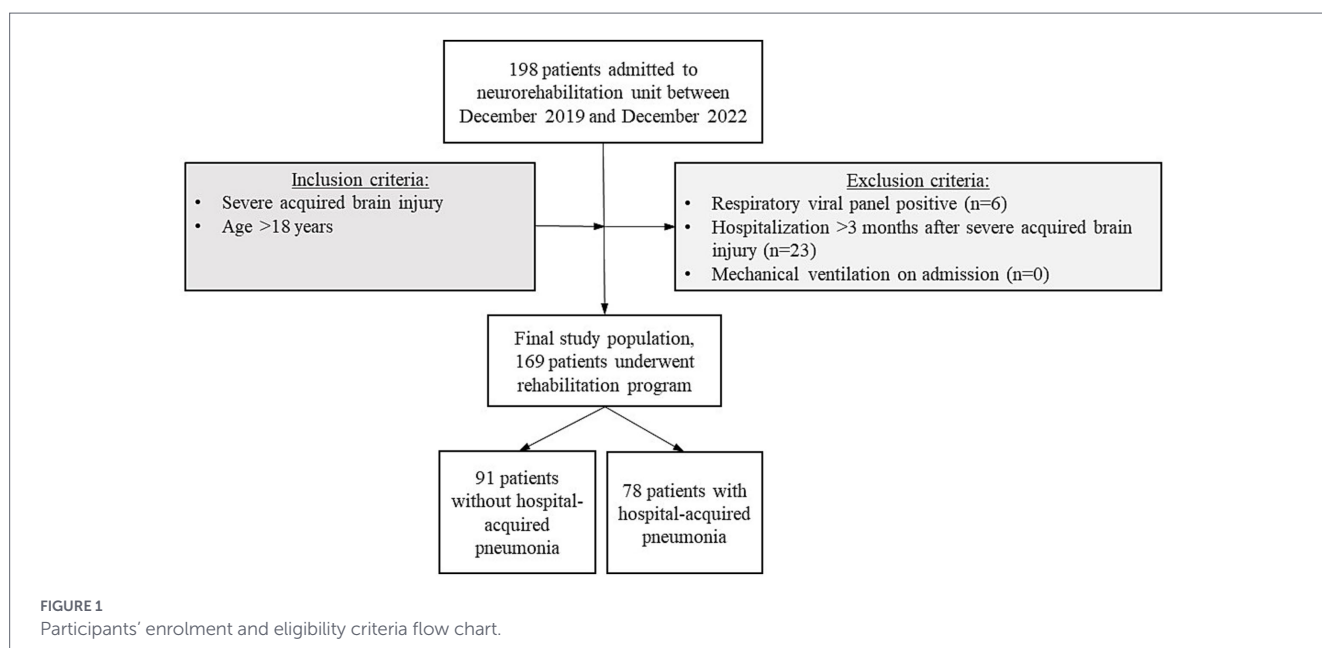 198 patients admitted to
neurorehabilitation unit between
December 2019 and December 2022
Inclusion criteria:
• Severe acquired brain injury
• Age >18 years
Exclusion criteria:
• Respiratory viral panel positive (n=6)
• Hospitalization >3 months after severe acquired brain
injury (n=23)
• Mechanical ventilation on admission (n=0)
Final study population,
169 patients underwent
rehabilitation program
91 patients
without hospital-
acquired
pneumonia
78 patients with
hospital-acquired
pneumonia
FIGURE 1
Participants’ enrolment and eligibility criteria flow chart.